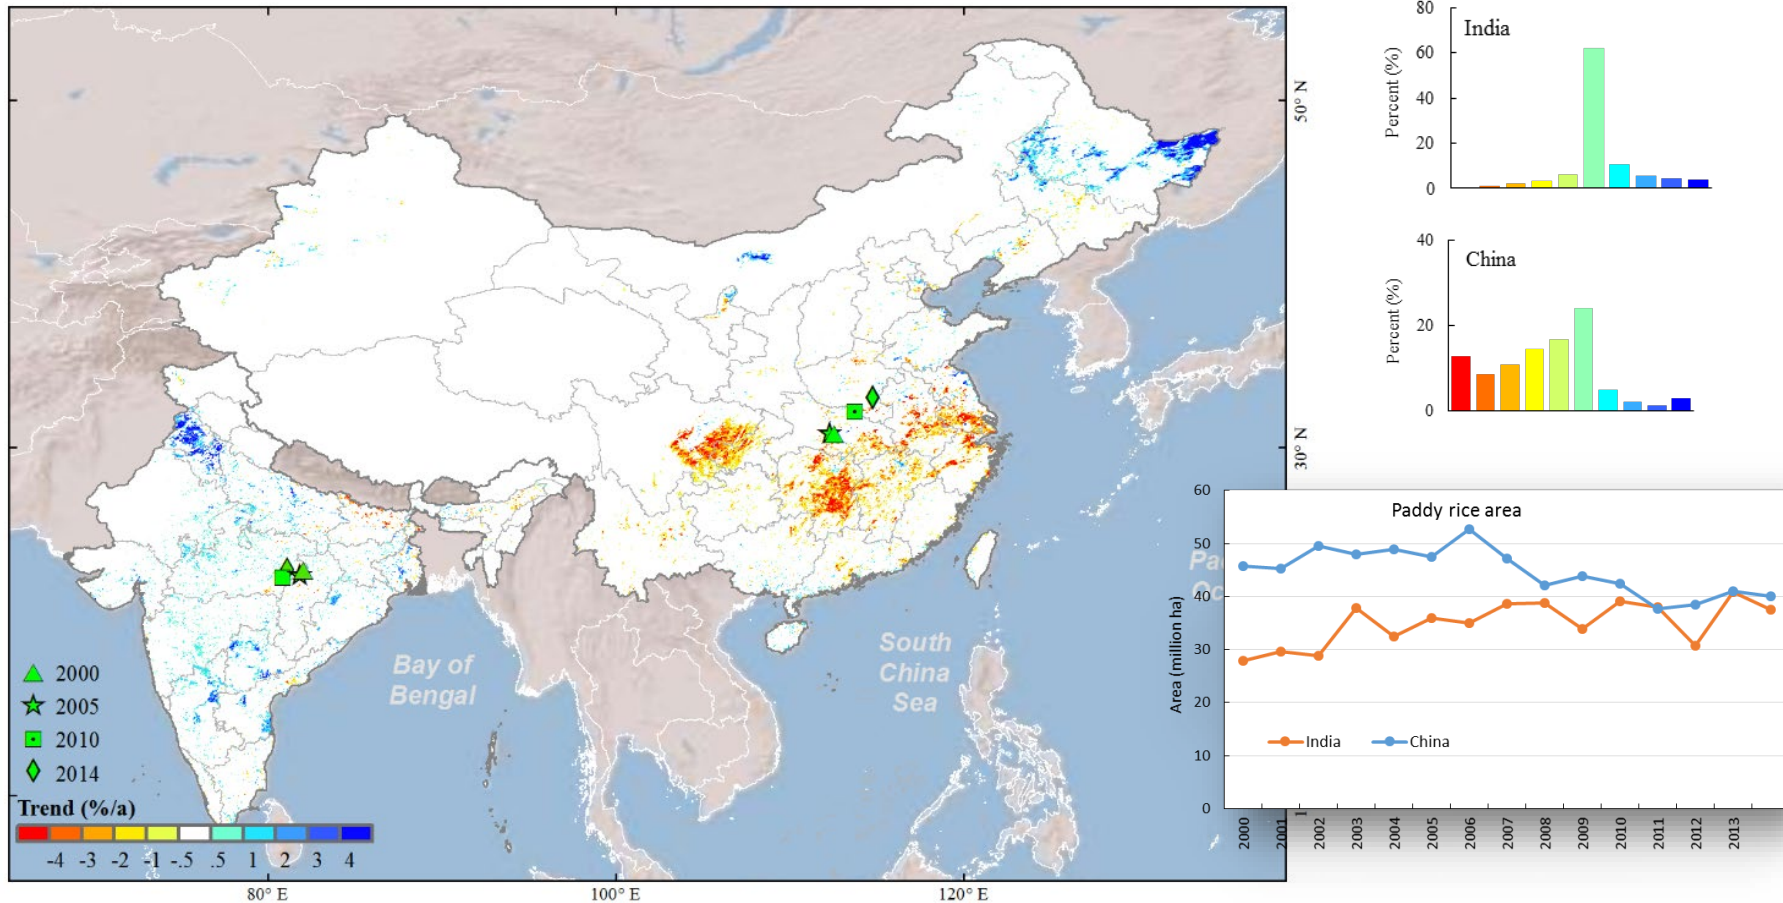 80
India
60
Percent (%)
40
20
0
50° N
40
China
Percent (%)
20
0
30° N
60
Paddy rice area
50
40
30
20
10
0
Area (million ha)
India
China
2000
2001
2002
2003
2004
2005
2006
2007
2008
2009
2010
2011
2012
2013
Bay of
Bengal
South
China
Sea
2000
2005
2010
2014
Trend (%/a)
-4 -3 -2 -1 -.5 .5 1 2 3 4
80° E
100° E
120° E